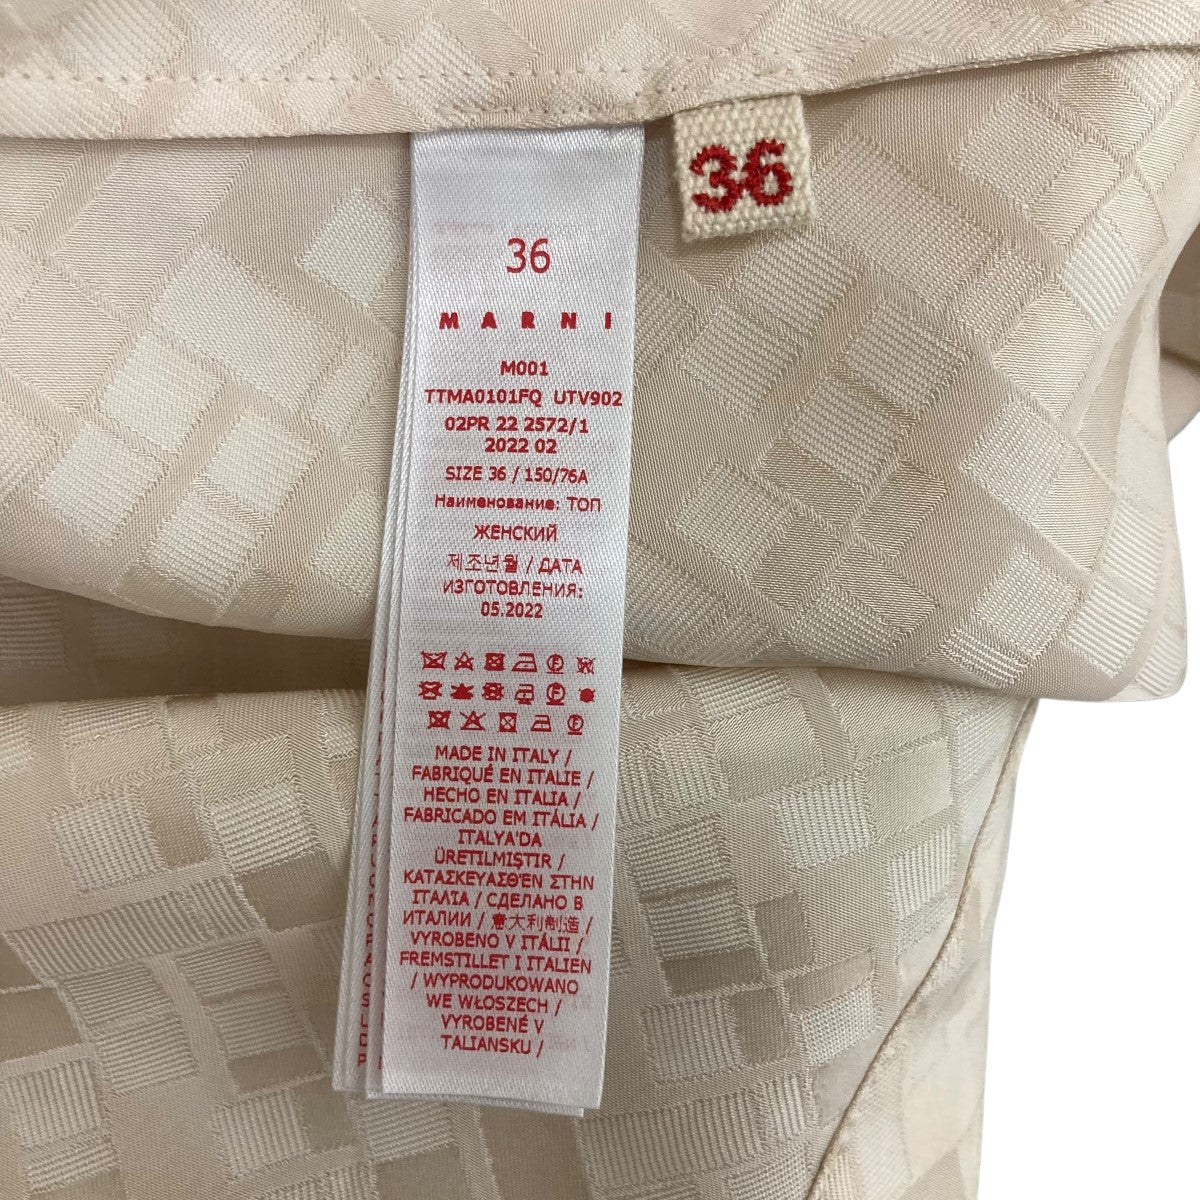 36
36
MARNI
M001
TTMA0101FQ UTV902
02PR 22 2572/1
2022 02
SIZE 36 / 150/76A
Наименование: ТОП
ЖЕНСКИЙ
제조년월 / ДАТА
ИЗГОТОВЛЕНИЯ:
05.2022
MADE IN ITALY /
FABRIQUÉ EN ITALIE /
HECHO EN ITALIA /
FABRICADO EM ITÁLIA /
ITALYA'DA
ÜRETILMIŞTIR /
ΚΑΤΑΣΚΕΥΑΣΘΈΝ ΣΤΗΝ
ΙΤΑΛΊΑ / СДЕЛАНО В
ИТАЛИИ / 意大利制造 /
VYROBENO V ITÁLII /
FREMSTILLET I ITALIEN
/ WYPRODUKOWANO
WE WŁOSZECH /
VYROBENÉ V
TALIANSKU /